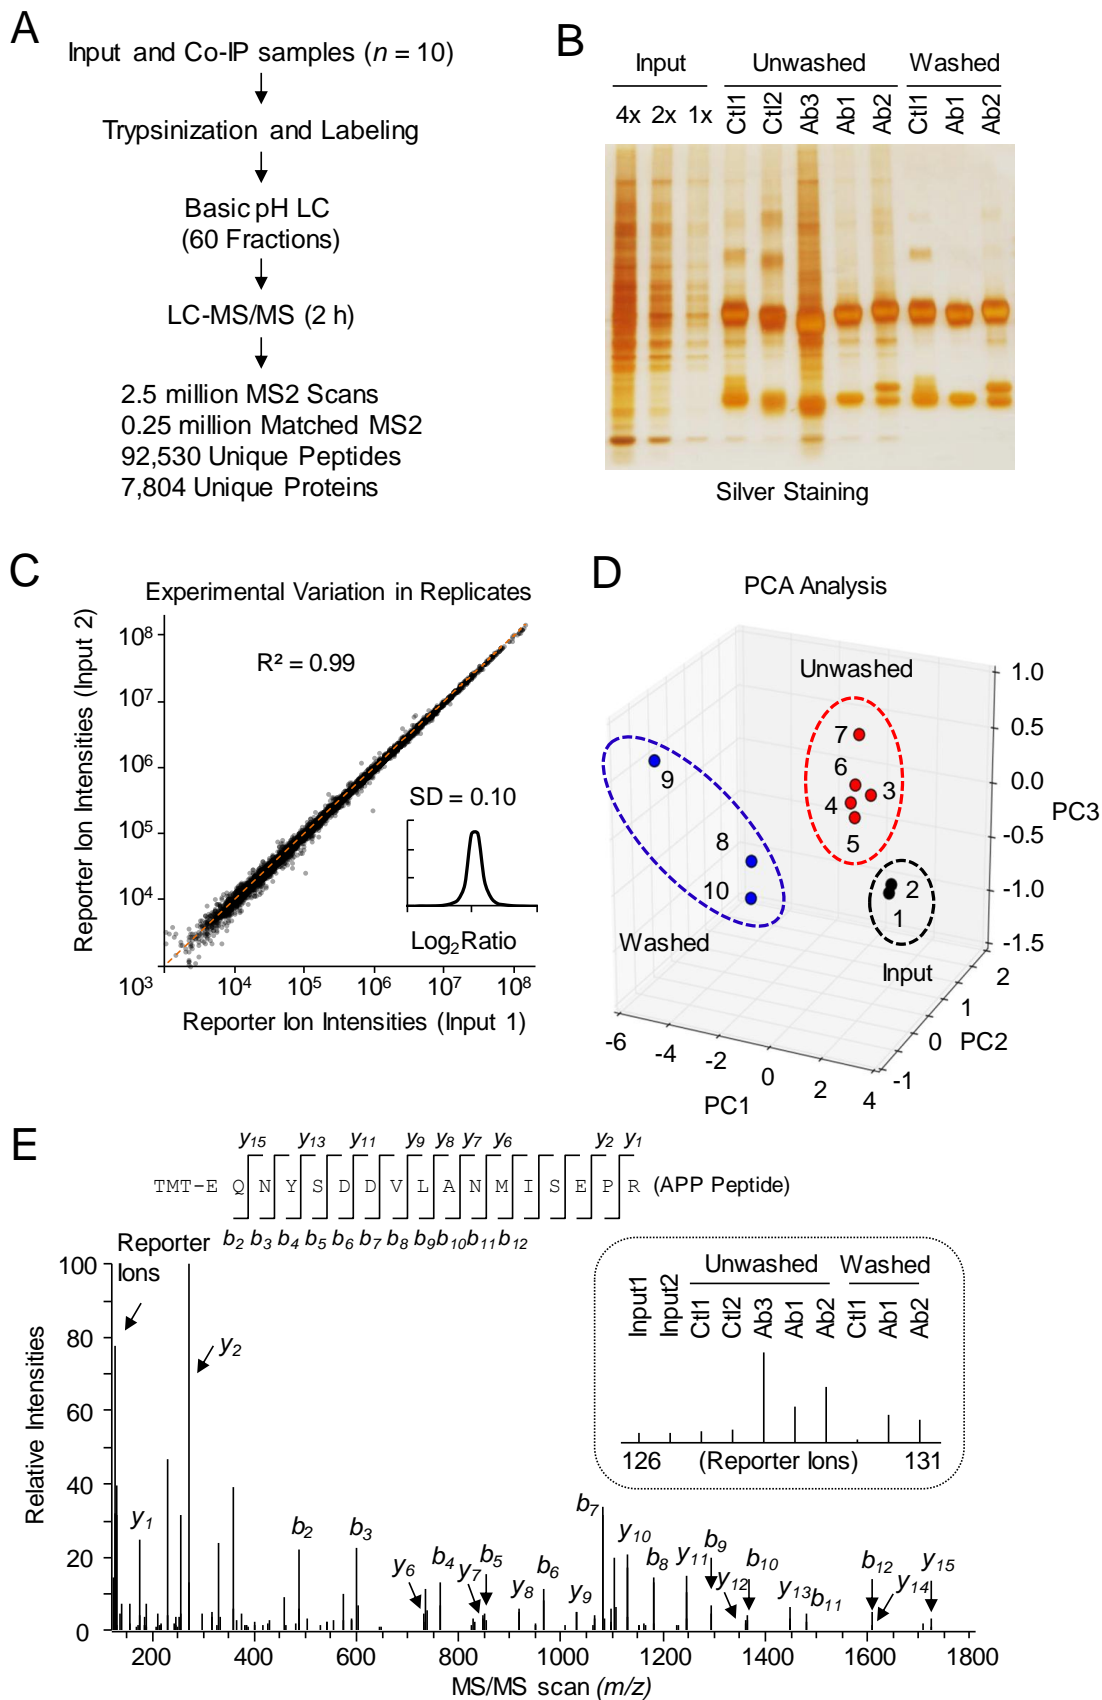 A
Input and Co-IP samples (n = 10)
Trypsinization and Labeling
Basic pH LC
(60 Fractions)
LC-MS/MS (2 h)
2.5 million MS2 Scans
0.25 million Matched MS2
92,530 Unique Peptides
7,804 Unique Proteins
B
Input Unwashed Washed
4x 2x 1x Ctl1 Ctl2 Ab3 Ab1 Ab2 Ctl1 Ab1 Ab2
Silver Staining
C
Experimental Variation in Replicates
Reporter Ion Intensities (Input 2)
10⁸
10⁷
10⁶
10⁵
10⁴
10³
R² = 0.99
SD = 0.10
Log₂Ratio
10⁴ 10⁵ 10⁶ 10⁷ 10⁸
Reporter Ion Intensities (Input 1)
D
PCA Analysis
Unwashed
7
6
3
4
5
9
8
10
2
1
Washed
Input
1.0
0.5
0.0
-0.5
-1.0
-1.5
PC3
2
1
0
-1
PC2
-6 -4 -2 0 2 4
PC1
E
y15 y13 y11 y9 y8 y7 y6 y2 y1
TMT-E Q N Y S D D V L A N M I S E P R (APP Peptide)
b2 b3 b4 b5 b6 b7 b8 b9 b10 b11 b12
Reporter
Ions
Relative Intensities
100
80
60
40
20
0
y1
y2
b2
b3
y6
b4
y7
b5
y8
b6
y9
b7
y10
b8
y11
b9
y12
b10
y13
b11
b12
y14
y15
Unwashed Washed
Input1 Input2 Ctl1 Ctl2 Ab3 Ab1 Ab2 Ctl1 Ab1 Ab2
126 (Reporter Ions) 131
200 400 600 800 1000 1200 1400 1600 1800
MS/MS scan (m/z)